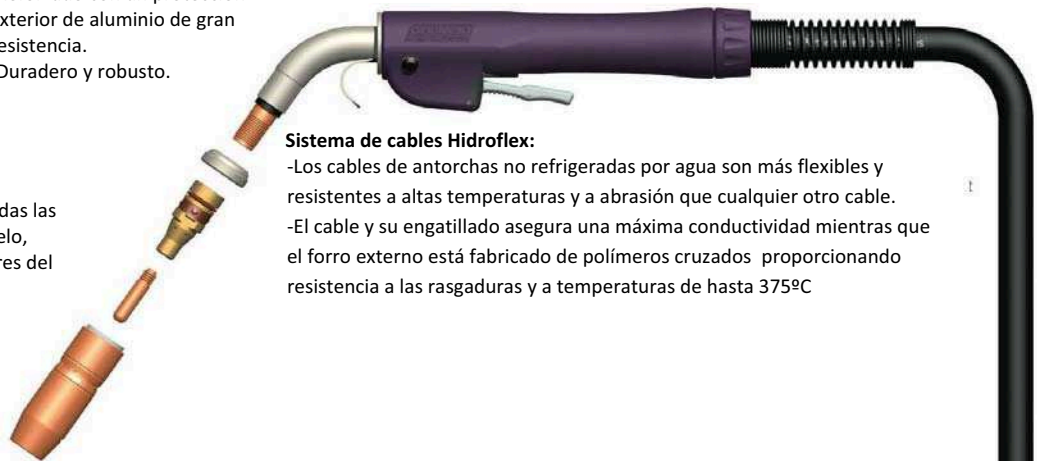 xterior de aluminio de gran
esistencia.
Duradero y robusto.
das las
elo,
res del
Sistema de cables Hidroflex:
-Los cables de antorchas no refrigeradas por agua son más flexibles y
resistentes a altas temperaturas y a abrasión que cualquier otro cable.
-El cable y su engatillado asegura una máxima conductividad mientras que
el forro externo está fabricado de polímeros cruzados proporcionando
resistencia a las rasgaduras y a temperaturas de hasta 375ºC
t